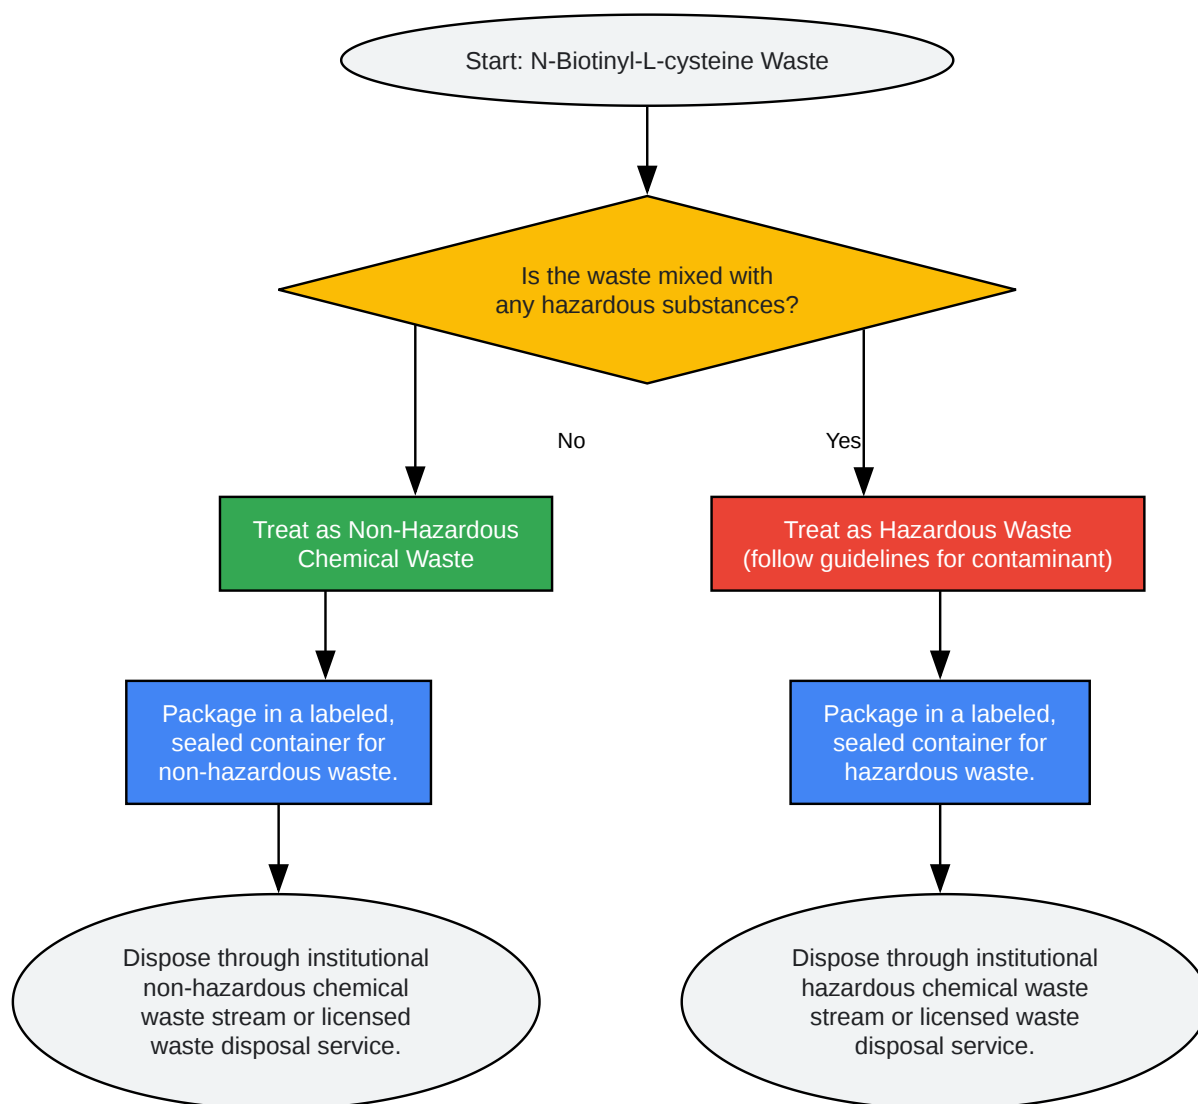 Start: N-Biotinyl-L-cysteine Waste
Is the waste mixed with
any hazardous substances?
No
Yes
Treat as Non-Hazardous
Chemical Waste
Treat as Hazardous Waste
(follow guidelines for contaminant)
Package in a labeled,
sealed container for
non-hazardous waste.
Package in a labeled,
sealed container for
hazardous waste.
Dispose through institutional
non-hazardous chemical
waste stream or licensed
waste disposal service.
Dispose through institutional
hazardous chemical waste
stream or licensed waste
disposal service.